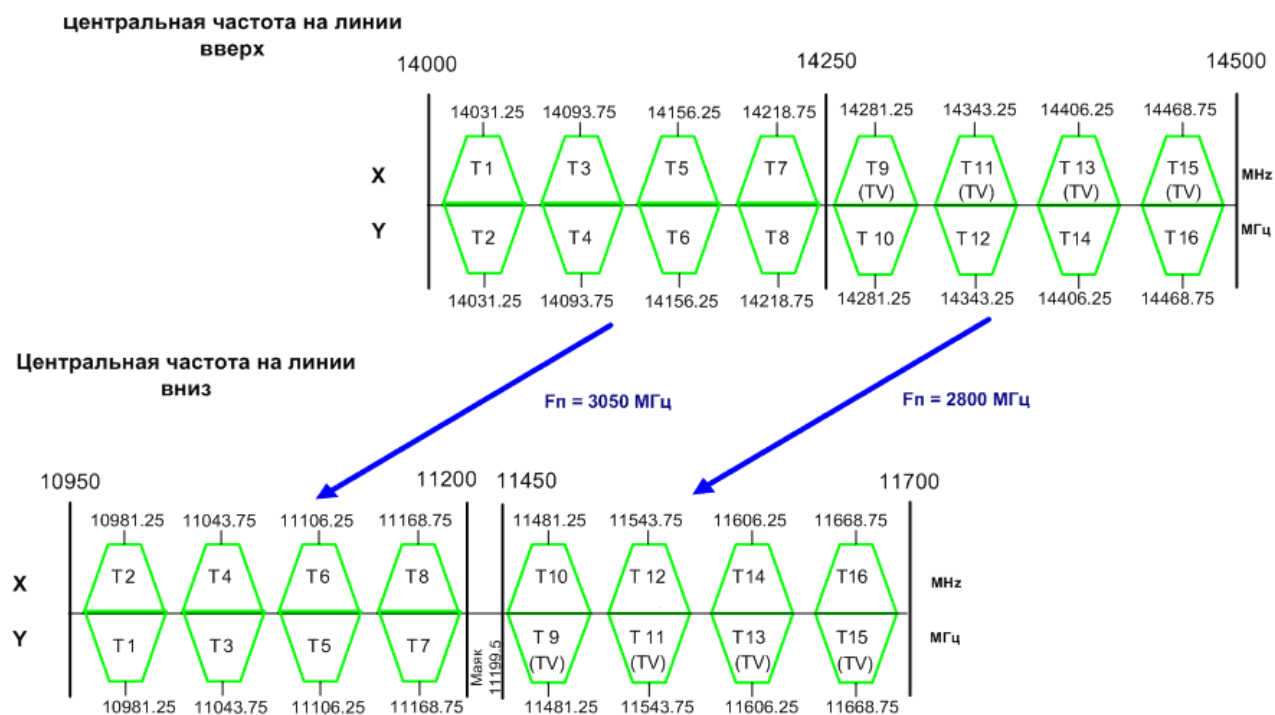 Центральная частота на линии
вверх
14000
14250
14500
14031.25 14093.75 14156.25 14218.75 14281.25 14343.25 14406.25 14468.75
X
T1 T3 T5 T7 T9 T 11 T 13 T15
(TV) (TV) (TV) (TV)
MHz
Y
T2 T4 T6 T8 T 10 T 12 T14 T 16
МГц
14031.25 14093.75 14156.25 14218.75 14281.25 14343.25 14406.25 14468.75
Центральная частота на линии
вниз
Fп = 3050 МГц
Fп = 2800 МГц
10950
11200
11450
11700
10981.25 11043.75 11106.25 11168.75 11481.25 11543.75 11606.25 11668.75
X
T2 T4 T6 T8 T10 T 12 T14 T16
MHz
Y
T1 T3 T5 T7 T 9 T 11 T13 T15
(TV) (TV) (TV) (TV)
МГц
Маяк
11199.5
10981.25 11043.75 11106.25 11168.75 11481.25 11543.75 11606.25 11668.75